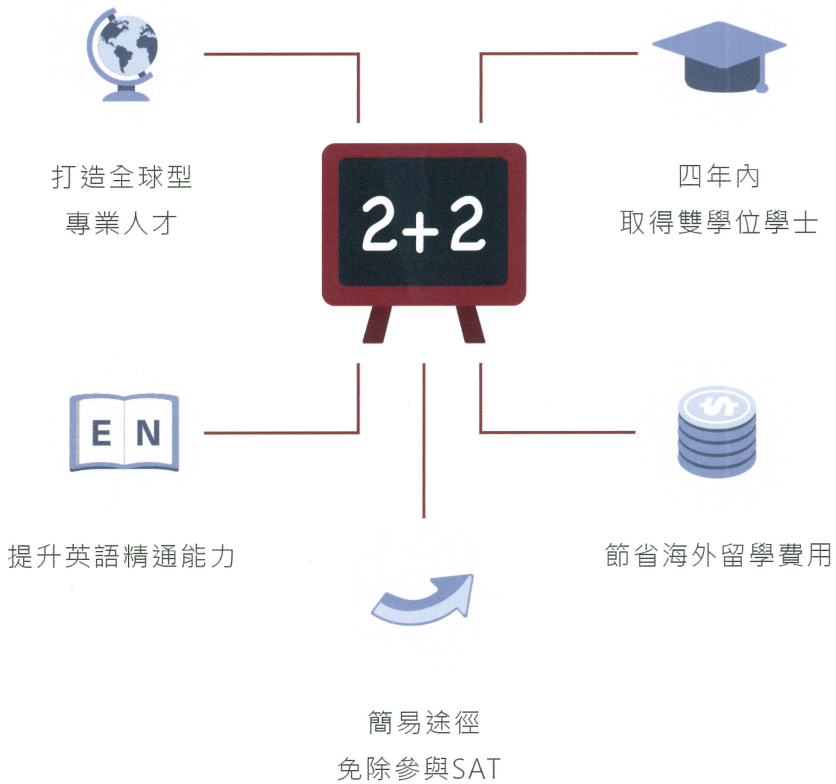 打造全球型
專業人才
2+2
四年內
取得雙學位學士
EN
提升英語精通能力
$
節省海外留學費用
簡易途徑
免除參與SAT